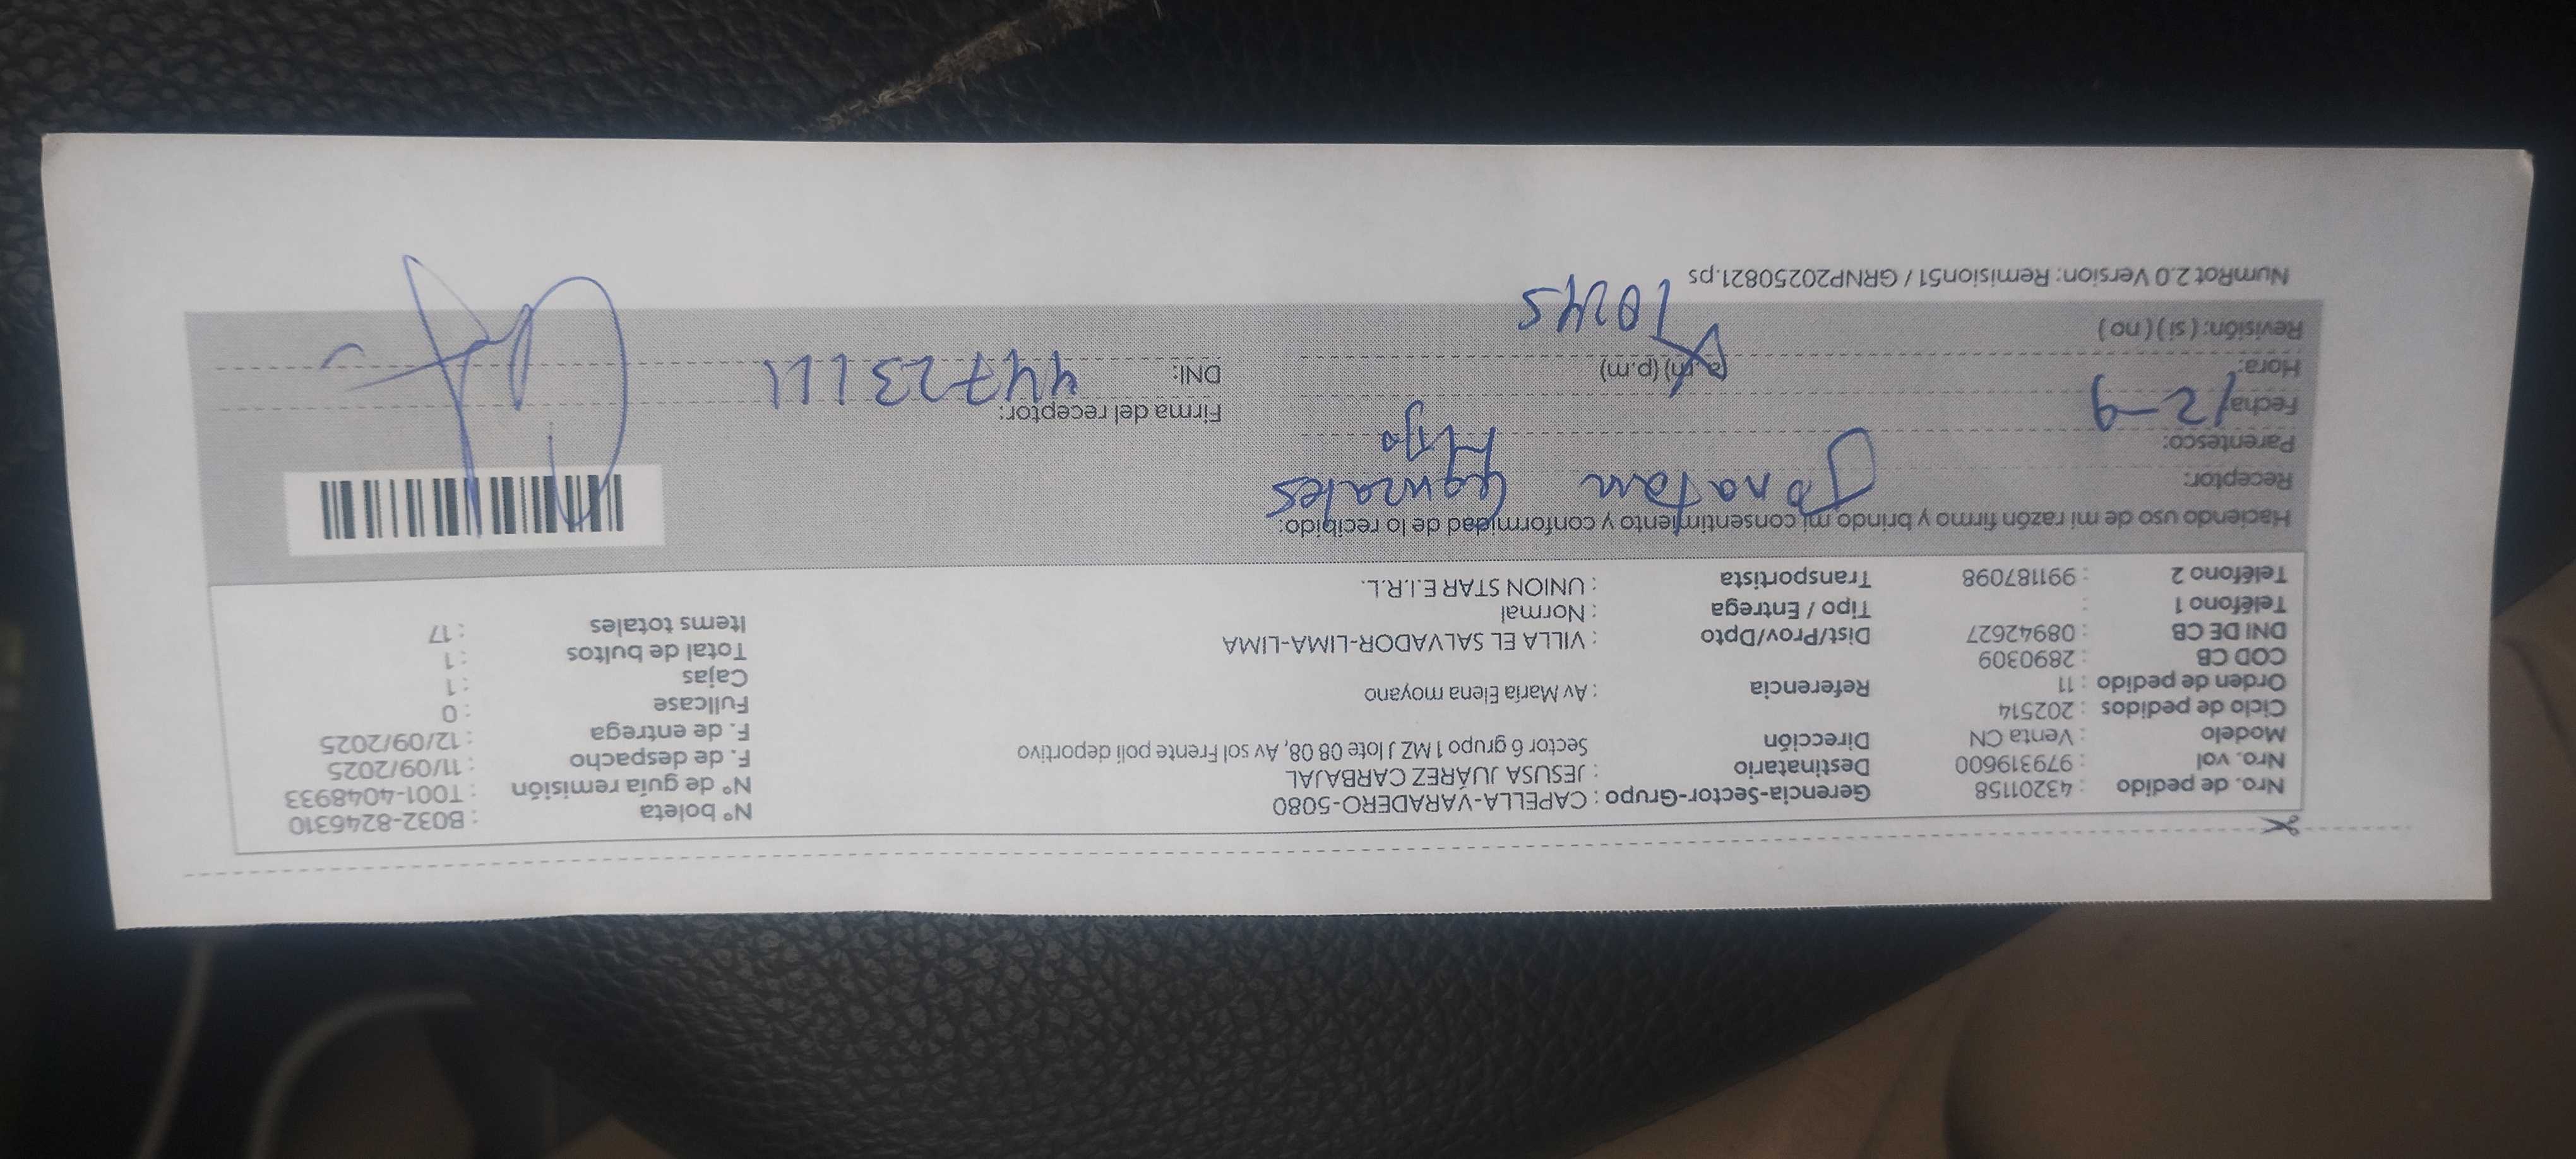 Nro. de pedido : 43201158 Gerencia-Sector-Grupo : CAPELLA-VARADERO-5080 N° boleta : B032-8246310
Nro. vol : 979319600 Destinatario : JESUSA JUÁREZ CARBAJAL N° de guía remisión : T001-4048933
Modelo : Venta CN Dirección Sector 6 grupo 1 MZ J lote 08 08, Av sol Frente poli deportivo F. de despacho : 11/09/2025
Ciclo de pedidos : 202514 F. de entrega : 12/09/2025
Orden de pedido : 11 Referencia : Av María Elena moyano Fullcase : 0
COD CB : 2890309 Cajas : 1
DNI DE CB : 08942627 Dist/Prov/Dpto : VILLA EL SALVADOR-LIMA-LIMA Total de bultos : 1
Teléfono 1 : Tipo / Entrega : Normal Items totales : 17
Teléfono 2 : 991187098 Transportista : UNION STAR E.I.R.L.
Haciendo uso de mi razón firmo y brindo mi consentimiento y conformidad de lo recibido:
Receptor: Jonatan Gonzales
Parentesco: Hijo
Fecha: 12-9 Firma del receptor:
Hora: (a.m) (p.m) DNI: 44723111
Revisión: ( si ) ( no ) 10:45
NumRot 2.0 Version: Remision51 / GRNP20250821.ps